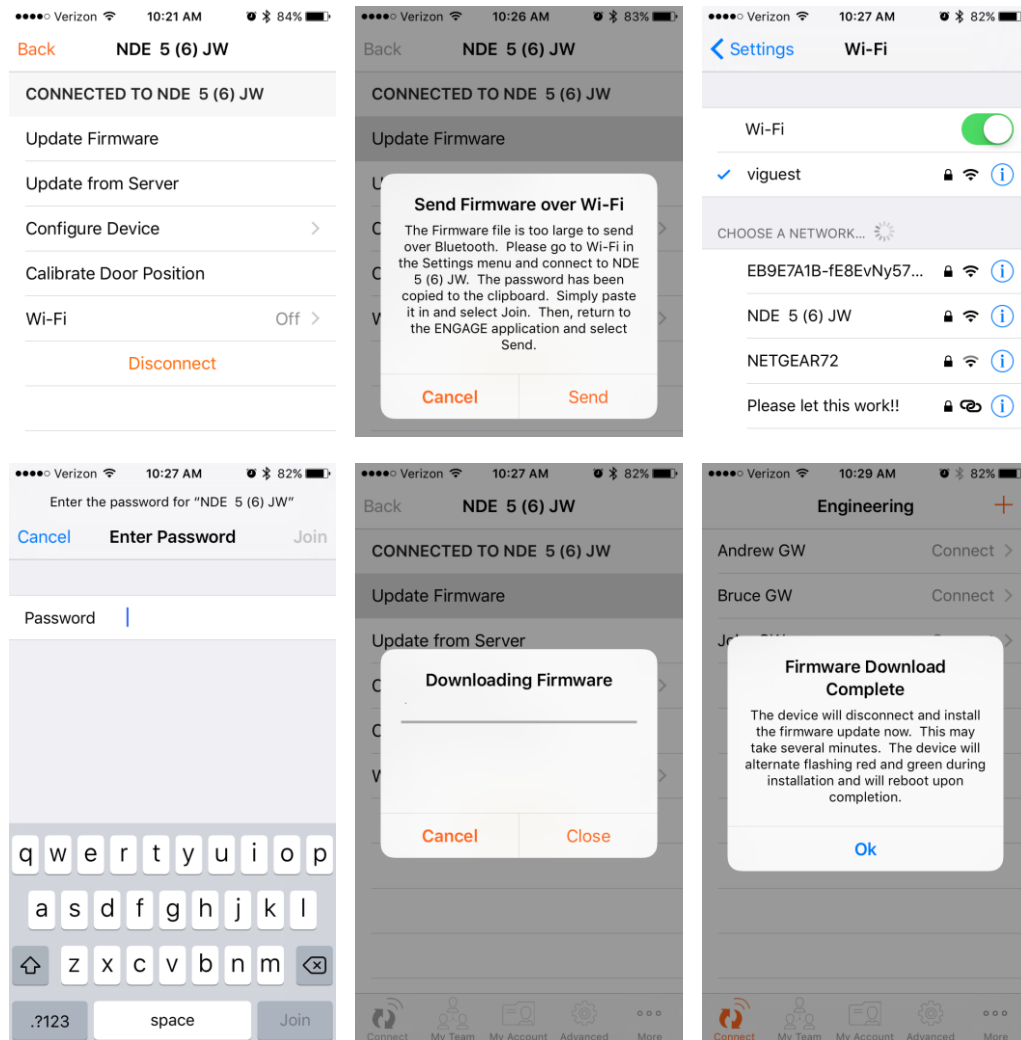 Verizon 10:21 AM 84%
Back NDE 5 (6) JW
CONNECTED TO NDE 5 (6) JW
Update Firmware
Update from Server
Configure Device
Calibrate Door Position
Wi-Fi Off
Disconnect
Verizon 10:26 AM 83%
Back NDE 5 (6) JW
CONNECTED TO NDE 5 (6) JW
Update Firmware
Send Firmware over Wi-Fi
The Firmware file is too large to send
over Bluetooth. Please go to Wi-Fi in
the Settings menu and connect to NDE
5 (6) JW. The password has been
copied to the clipboard. Simply paste
it in and select Join. Then, return to
the ENGAGE application and select
Send.
Cancel Send
Verizon 10:27 AM 82%
Settings Wi-Fi
Wi-Fi
viguest
CHOOSE A NETWORK...
EB9E7A1B-fE8EvNy57...
NDE 5 (6) JW
NETGEAR72
Please let this work!!
Verizon 10:27 AM 82%
Enter the password for “NDE 5 (6) JW”
Cancel Enter Password Join
Password
q w e r t y u i o p
a s d f g h j k l
z x c v b n m
.?123 space Join
Verizon 10:27 AM 82%
Back NDE 5 (6) JW
CONNECTED TO NDE 5 (6) JW
Update Firmware
Update from Server
Downloading Firmware
Cancel Close
Connect My Team My Account Advanced More
Verizon 10:29 AM 82%
Engineering +
Andrew GW Connect
Bruce GW Connect
Firmware Download
Complete
The device will disconnect and install
the firmware update now. This may
take several minutes. The device will
alternate flashing red and green during
installation and will reboot upon
completion.
Ok
Connect My Team My Account Advanced More